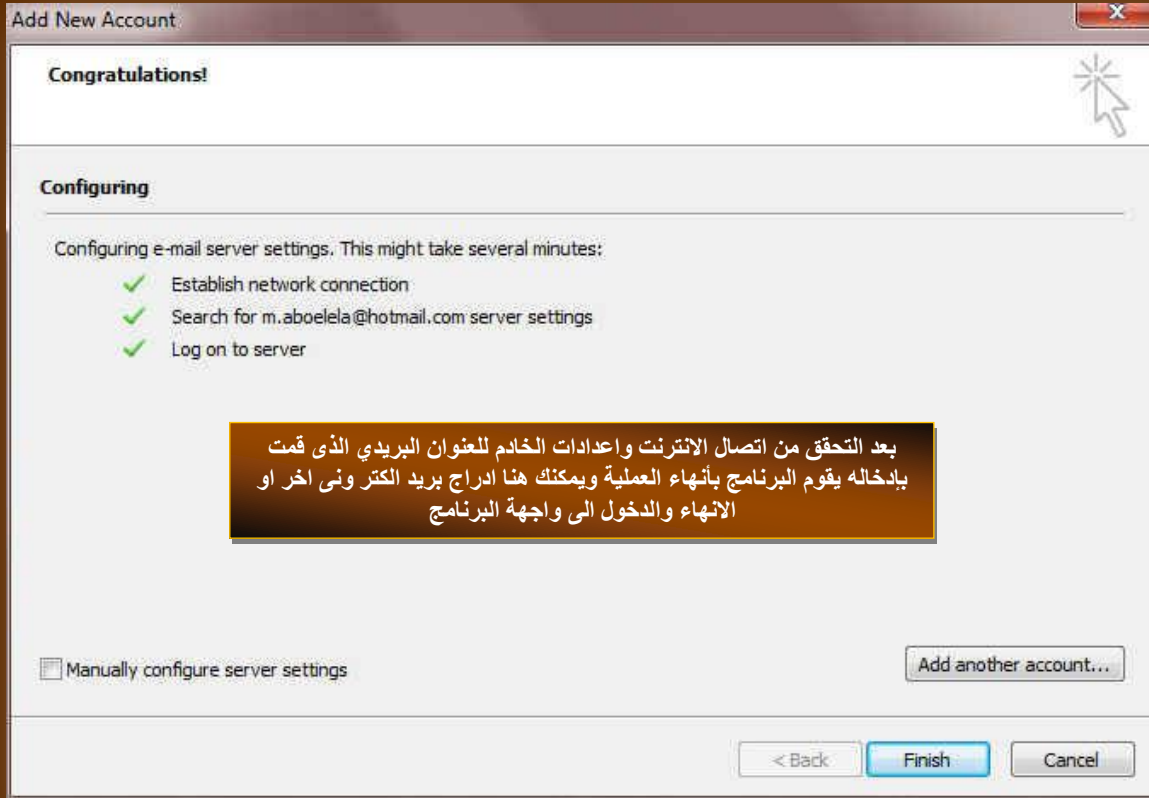 Add New Account
x
Congratulations!
Configuring
Configuring e-mail server settings. This might take several minutes:
Establish network connection
Search for m.aboelela@hotmail.com server settings
Log on to server
بعد التحقق من اتصال الانترنت واعدادات الخادم للعنوان البريدي الذى قمت
بإدخاله يقوم البرنامج بأنهاء العملية ويمكنك هنا ادراج بريد الكتر ونى اخر او
الانهاء والدخول الى واجهة البرنامج
Manually configure server settings
Add another account...
< Back
Finish
Cancel